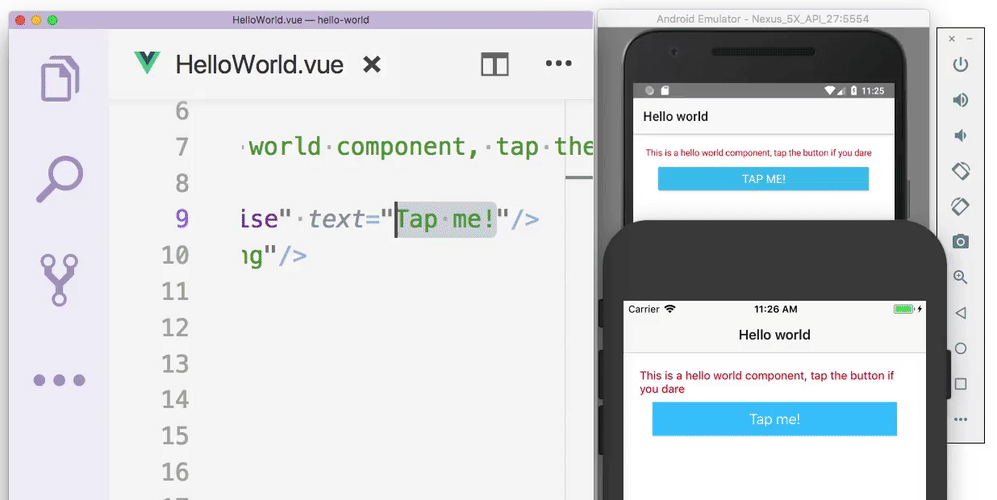 HelloWorld.vue — hello-world
HelloWorld.vue
6
7 world component, tap the
8
9 ise" text="Tap me!"/>
10 ng"/>
11
12
13
14
15
16
Android Emulator - Nexus_5X_API_27:5554
11:25
Hello world
This is a hello world component, tap the button if you dare
TAP ME!
Carrier 11:26 AM
Hello world
This is a hello world component, tap the button if
you dare
Tap me!